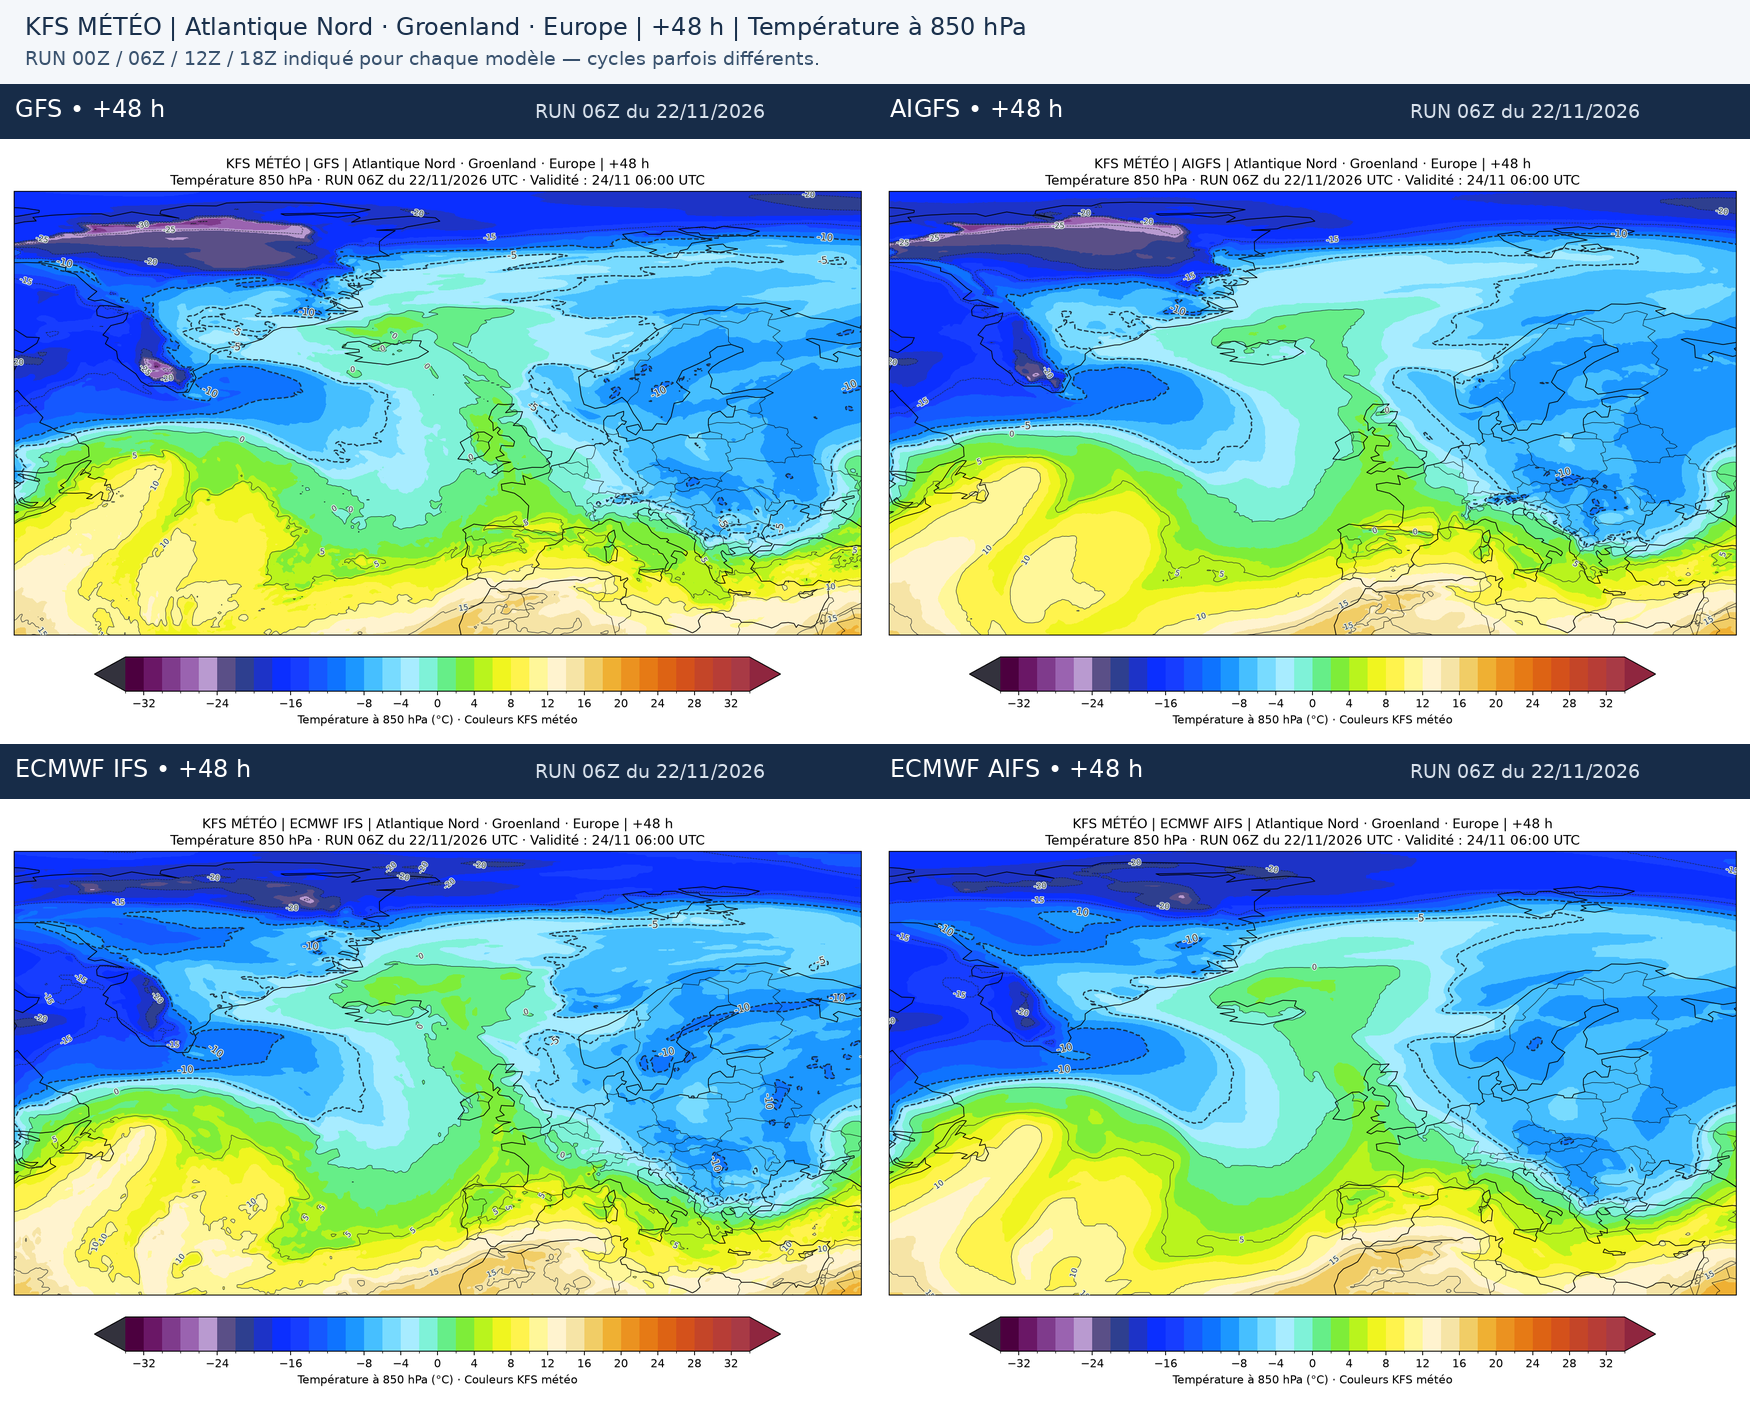 KFS MÉTÉO | Atlantique Nord · Groenland · Europe | +48 h | Température à 850 hPa
RUN 00Z / 06Z / 12Z / 18Z indiqué pour chaque modèle — cycles parfois différents.
GFS • +48 h
RUN 06Z du 22/11/2026
AIGFS • +48 h
RUN 06Z du 22/11/2026
KFS MÉTÉO | GFS | Atlantique Nord · Groenland · Europe | +48 h
Température 850 hPa · RUN 06Z du 22/11/2026 UTC · Validité : 24/11 06:00 UTC
KFS MÉTÉO | AIGFS | Atlantique Nord · Groenland · Europe | +48 h
Température 850 hPa · RUN 06Z du 22/11/2026 UTC · Validité : 24/11 06:00 UTC
−32 −24 −16 −8 −4 0 4 8 12 16 20 24 28 32
Température à 850 hPa (°C) · Couleurs KFS météo
−32 −24 −16 −8 −4 0 4 8 12 16 20 24 28 32
Température à 850 hPa (°C) · Couleurs KFS météo
ECMWF IFS • +48 h
RUN 06Z du 22/11/2026
ECMWF AIFS • +48 h
RUN 06Z du 22/11/2026
KFS MÉTÉO | ECMWF IFS | Atlantique Nord · Groenland · Europe | +48 h
Température 850 hPa · RUN 06Z du 22/11/2026 UTC · Validité : 24/11 06:00 UTC
KFS MÉTÉO | ECMWF AIFS | Atlantique Nord · Groenland · Europe | +48 h
Température 850 hPa · RUN 06Z du 22/11/2026 UTC · Validité : 24/11 06:00 UTC
−32 −24 −16 −8 −4 0 4 8 12 16 20 24 28 32
Température à 850 hPa (°C) · Couleurs KFS météo
−32 −24 −16 −8 −4 0 4 8 12 16 20 24 28 32
Température à 850 hPa (°C) · Couleurs KFS météo